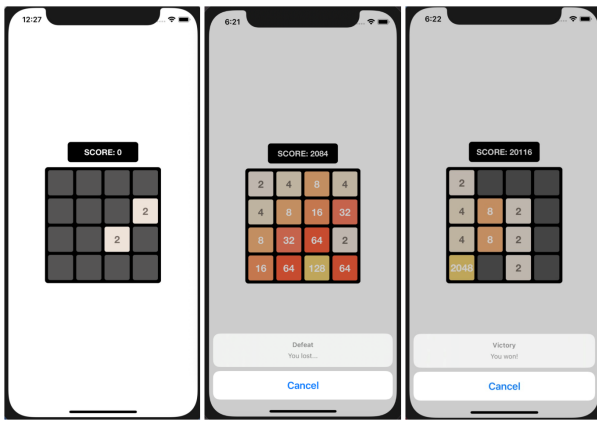 12:27
SCORE: 0
2
2
6:21
SCORE: 2084
2 4 8 4
4 8 16 32
8 32 64 2
16 64 128 64
Defeat
You lost...
Cancel
6:22
SCORE: 20116
2
4 8 2
4 8 2
2048 2
Victory
You won!
Cancel